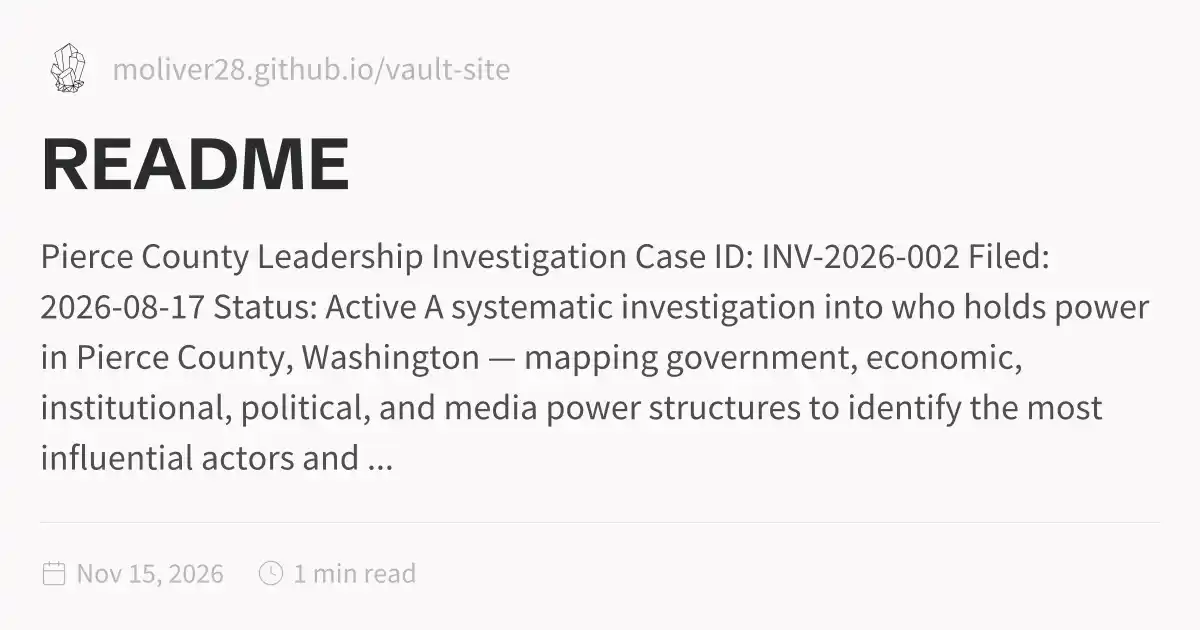 moliver28.github.io/vault-site
README
Pierce County Leadership Investigation Case ID: INV-2026-002 Filed:
2026-08-17 Status: Active A systematic investigation into who holds power
in Pierce County, Washington — mapping government, economic,
institutional, political, and media power structures to identify the most
influential actors and ...
Nov 15, 2026 1 min read